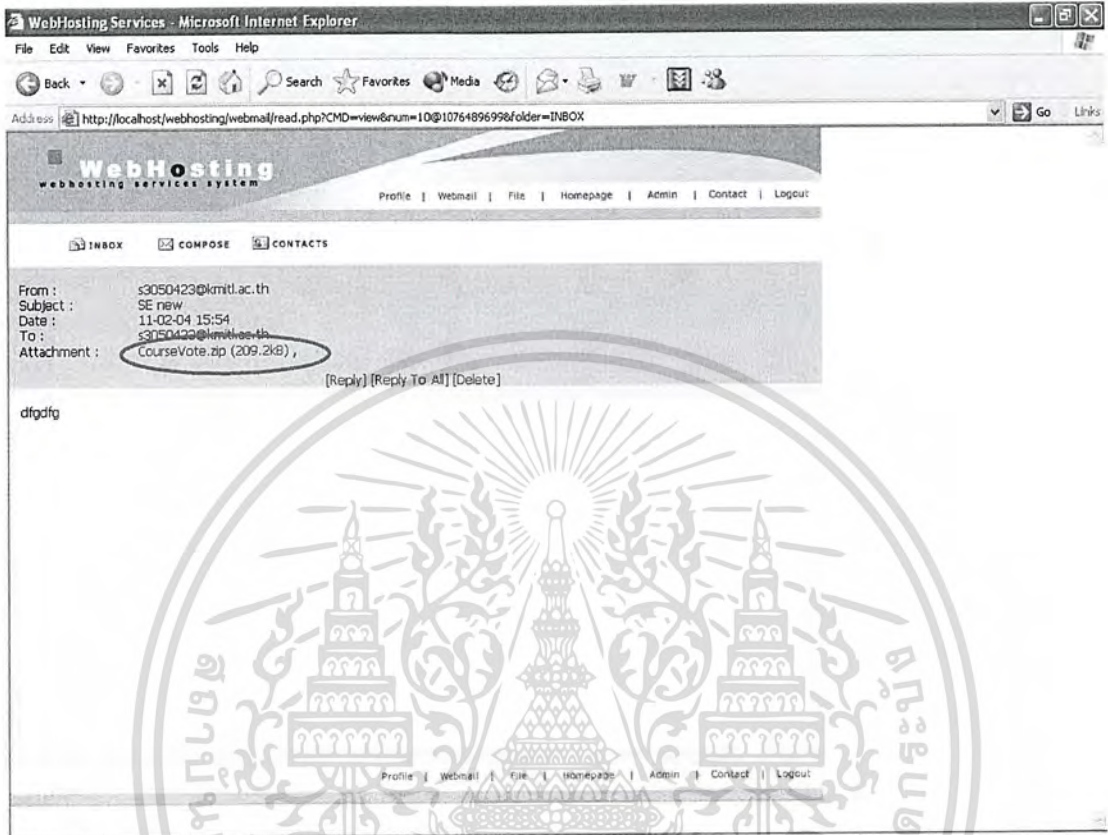 WebHosting Services - Microsoft Internet Explorer
File Edit View Favorites Tools Help
Back Search Favorites Media
Address http://localhost/webhosting/webmail/read.php?CMD=view&num=10@1076489699&folder=INBOX Go Links
WebHosting
webhosting services system
Profile | Webmail | File | Homepage | Admin | Contact | Logout
INBOX COMPOSE CONTACTS
From : s3050423@kmitl.ac.th
Subject : SE new
Date : 11-02-04 15:54
To : s3050423@kmitl.ac.th
Attachment : CourseVote.zip (209.2kB) ,
[Reply] [Reply To All] [Delete]
dfgdfg
Profile | Webmail | File | Homepage | Admin | Contact | Logout